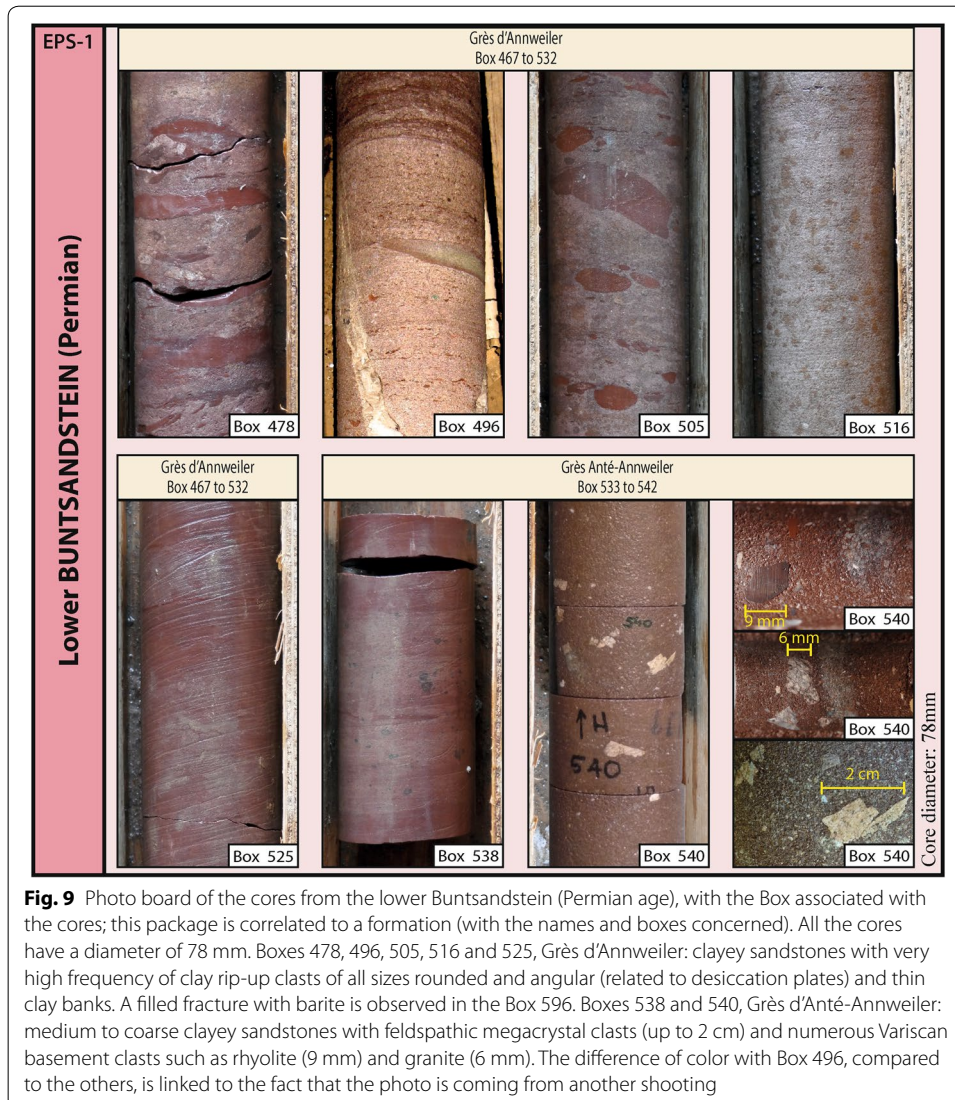 EPS-1
Lower BUNTSANDSTEIN (Permian)
Grès d’Annweiler
Box 467 to 532
Box 478
Box 496
Box 505
Box 516
Grès d’Annweiler
Box 467 to 532
Grès Anté-Annweiler
Box 533 to 542
Box 525
Box 538
540
↑H
540
Box 540
9 mm
Box 540
6 mm
Box 540
2 cm
Box 540
Core diameter: 78mm
Fig. 9 Photo board of the cores from the lower Buntsandstein (Permian age), with the Box associated with
the cores; this package is correlated to a formation (with the names and boxes concerned). All the cores
have a diameter of 78 mm. Boxes 478, 496, 505, 516 and 525, Grès d’Annweiler: clayey sandstones with very
high frequency of clay rip-up clasts of all sizes rounded and angular (related to desiccation plates) and thin
clay banks. A filled fracture with barite is observed in the Box 596. Boxes 538 and 540, Grès d’Anté-Annweiler:
medium to coarse clayey sandstones with feldspathic megacrystal clasts (up to 2 cm) and numerous Variscan
basement clasts such as rhyolite (9 mm) and granite (6 mm). The difference of color with Box 496, compared
to the others, is linked to the fact that the photo is coming from another shooting